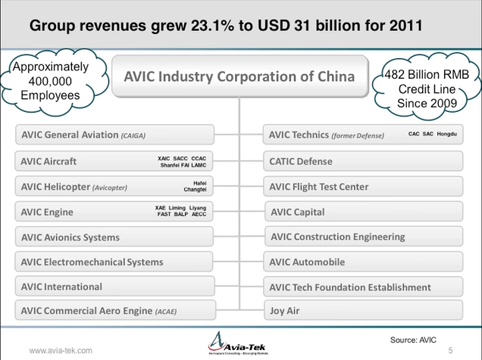 Group revenues grew 23.1% to USD 31 billion for 2011
Approximately
400,000
Employees
AVIC Industry Corporation of China
482 Billion RMB
Credit Line
Since 2009
AVIC General Aviation (CAIGA)
AVIC Technics (former Defense) CAC SAC Hongdu
AVIC Aircraft
XAIC SACC CCAC
Shanfei FAI LAMC
CATIC Defense
AVIC Helicopter (Avicopter)
Hafei
Changfei
AVIC Flight Test Center
AVIC Engine
XAE Liming Liyang
FAST BALP AECC
AVIC Capital
AVIC Avionics Systems
AVIC Construction Engineering
AVIC Electromechanical Systems
AVIC Automobile
AVIC International
AVIC Tech Foundation Establishment
AVIC Commercial Aero Engine (ACAE)
Joy Air
Source: AVIC
www.avia-tek.com
Avia-Tek
Aerospace Consulting - Emerging Markets
5